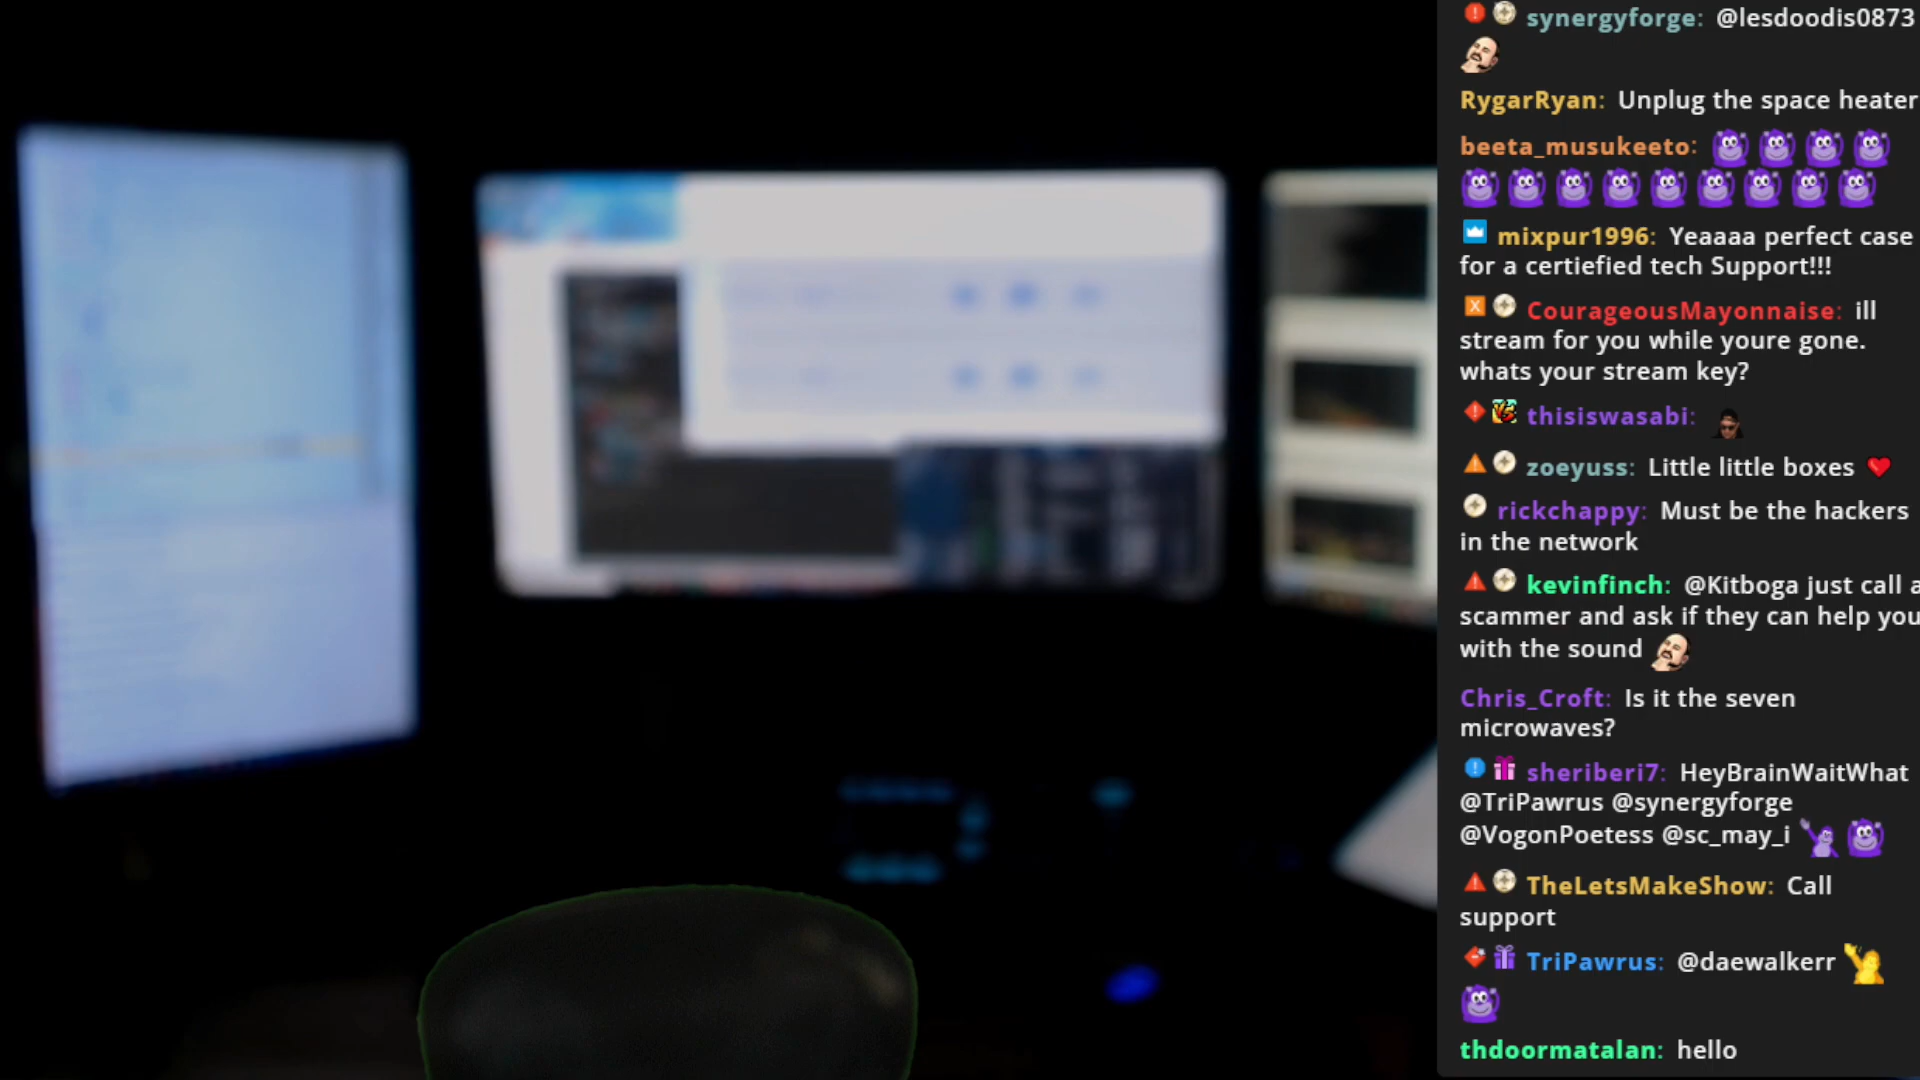 synergyforge: @lesdoodis0873
RygarRyan: Unplug the space heater
beeta_musukeeto:
mixpur1996: Yeaaaa perfect case
for a certiefied tech Support!!!
CourageousMayonnaise: ill
stream for you while youre gone.
whats your stream key?
thisiswasabi:
zoeyuss: Little little boxes
rickchappy: Must be the hackers
in the network
kevinfinch: @Kitboga just call a
scammer and ask if they can help you
with the sound
Chris_Croft: Is it the seven
microwaves?
sheriberi7: HeyBrainWaitWhat
@TriPawrus @synergyforge
@VogonPoetess @sc_may_i
TheLetsMakeShow: Call
support
TriPawrus: @daewalkerr
thdoormatalan: hello